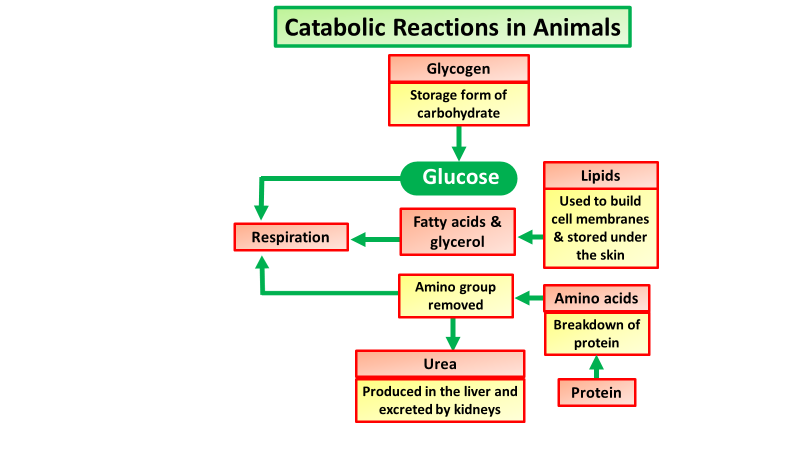 Catabolic Reactions in Animals
Glycogen
Storage form of
carbohydrate
Glucose
Lipids
Used to build
cell membranes
& stored under
the skin
Fatty acids &
glycerol
Respiration
Amino group
removed
Amino acids
Breakdown of
protein
Urea
Produced in the liver and
excreted by kidneys
Protein